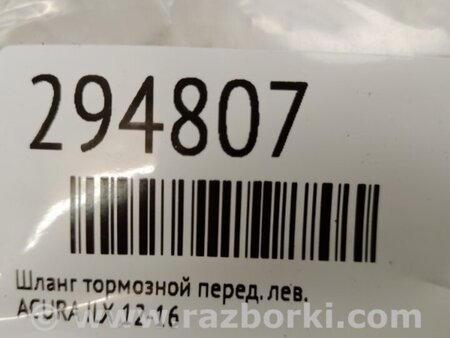 294807
Шланг тормозной перед. лев.
ACURA ILX 12-16
www.razborki.com